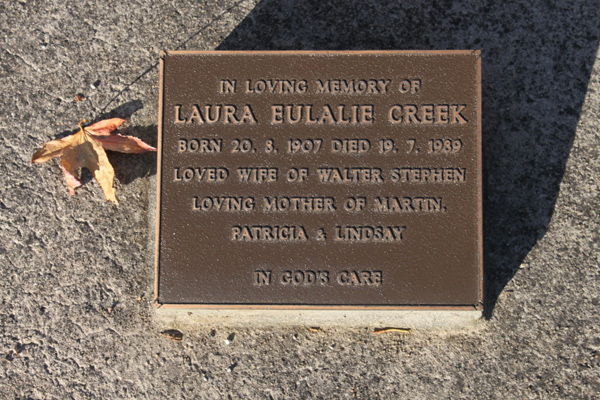 IN LOVING MEMORY OF
LAURA EULALIE CREEK
BORN 20. 8. 1907 DIED 19. 7. 1989
LOVED WIFE OF WALTER STEPHEN
LOVING MOTHER OF MARTIN,
PATRICIA & LINDSAY
IN GOD'S CARE